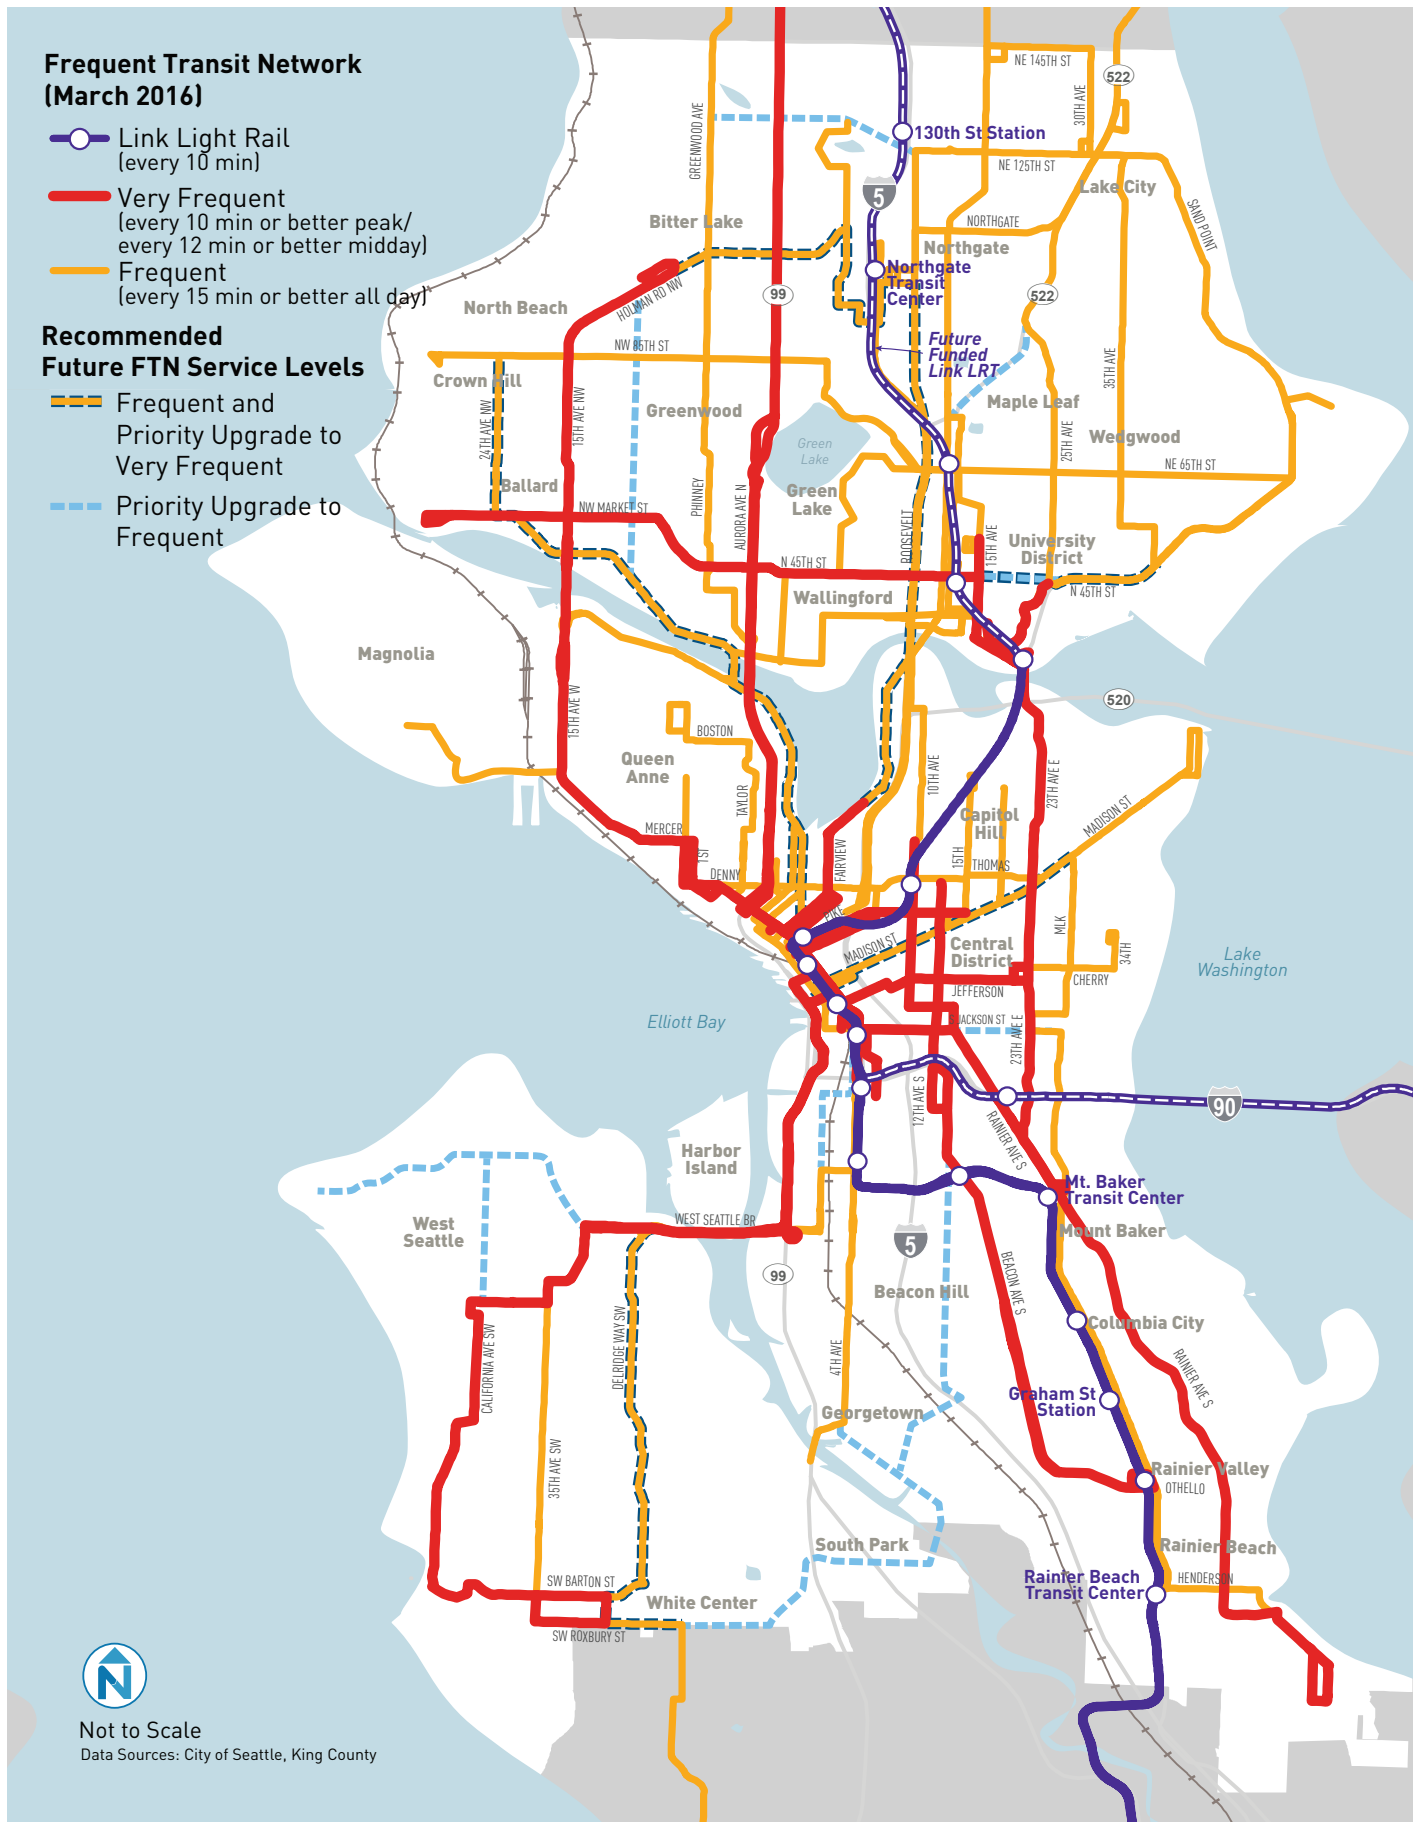 Frequent Transit Network
(March 2016)
Link Light Rail
(every 10 min)
Very Frequent
(every 10 min or better peak/
every 12 min or better midday)
Frequent
(every 15 min or better all day)
Recommended
Future FTN Service Levels
Frequent and
Priority Upgrade to
Very Frequent
Priority Upgrade to
Frequent
NE 145TH ST
522
30TH AVE
GREENWOOD AVE
130th St Station
NE 125TH ST
5
Lake City
SAND POINT
Bitter Lake
NORTHGATE
Northgate
Northgate
Transit
Center
HOLMAN RD NW
99
522
North Beach
NW 85TH ST
Future
Funded
Link LRT
35TH AVE
Crown Hill
24TH AVE NW
15TH AVE NW
Greenwood
Maple Leaf
25TH AVE
Wedgwood
Green
Lake
NE 65TH ST
Ballard
PHINNEY
AURORA AVE N
Green
Lake
NW MARKET ST
ROOSEVELT
15TH AVE
University
District
N 45TH ST
N 45TH ST
Wallingford
Magnolia
15TH AVE W
520
BOSTON
Queen
Anne
TAYLOR
10TH AVE
23TH AVE E
MADISON ST
Capitol
Hill
MERCER
1ST
FAIRVIEW
15TH
THOMAS
DENNY
PIKE
MLK
MADISON ST
Central
District
34TH
CHERRY
Lake
Washington
JEFFERSON
Elliott Bay
JACKSON ST
23TH AVE E
12TH AVE S
90
RAINIER AVE S
Harbor
Island
Mt. Baker
Transit Center
West
Seattle
WEST SEATTLE BR
Mount Baker
5
99
BEACON AVE S
Beacon Hill
Columbia City
CALIFORNIA AVE SW
DELRIDGE WAY SW
4TH AVE
RAINIER AVE S
Graham St
Station
Georgetown
35TH AVE SW
Rainier Valley
OTHELLO
South Park
Rainier Beach
SW BARTON ST
Rainier Beach
Transit Center
HENDERSON
White Center
SW ROXBURY ST
N
Not to Scale
Data Sources: City of Seattle, King County